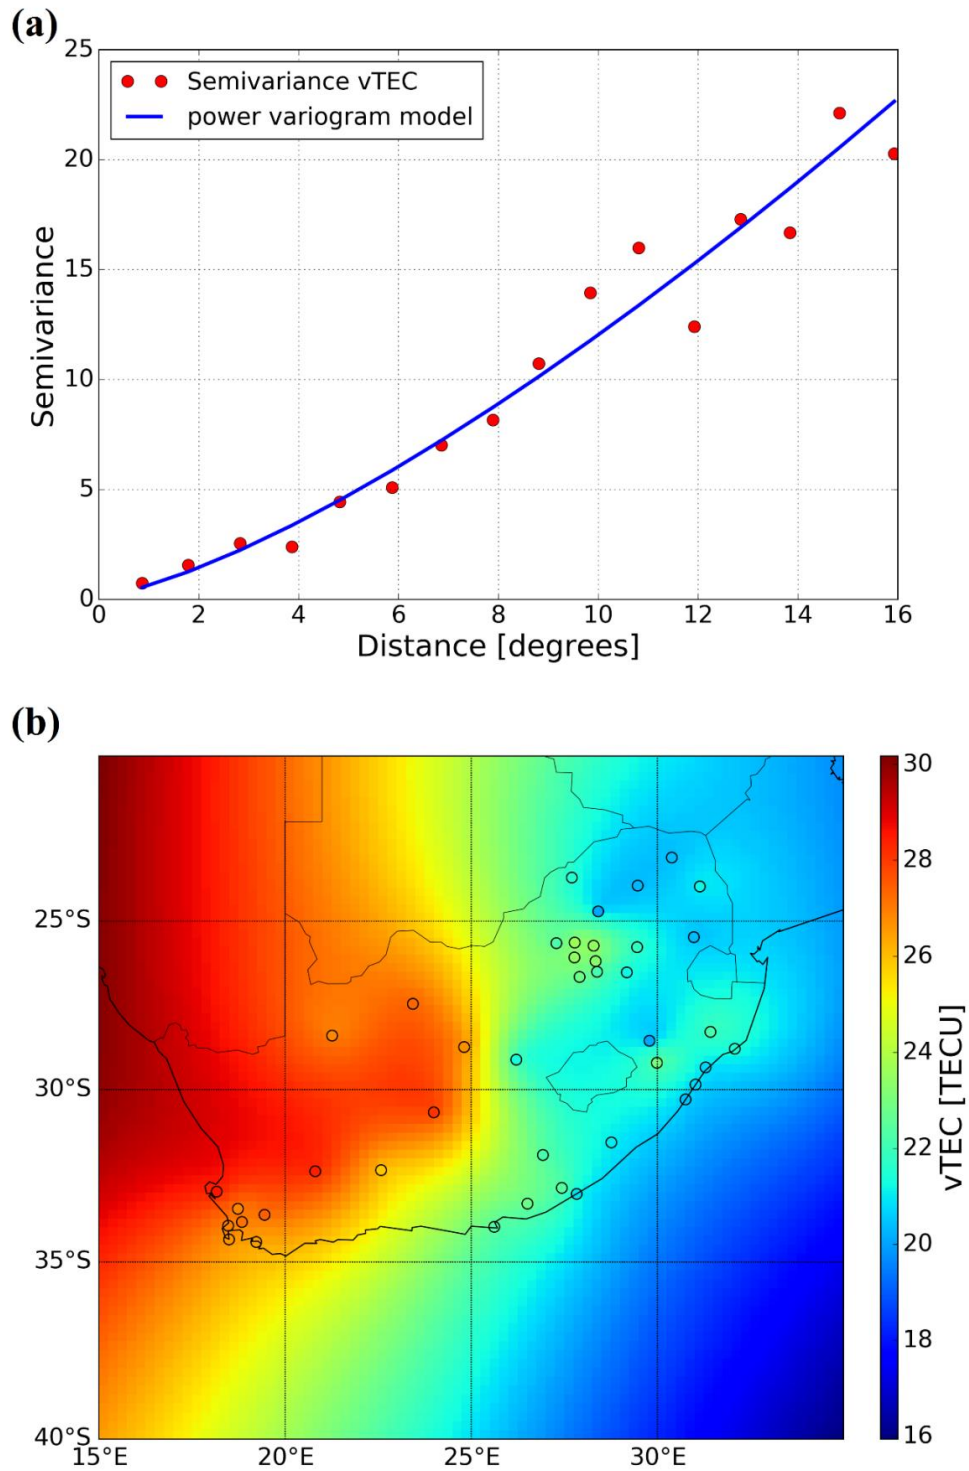 (a)
25
20
15
10
5
0
Semivariance
Semivariance vTEC
power variogram model
0 2 4 6 8 10 12 14 16
Distance [degrees]
(b)
25°S
30°S
35°S
40°S
15°E 20°E 25°E 30°E
30
28
26
24
22
20
18
16
vTEC [TECU]